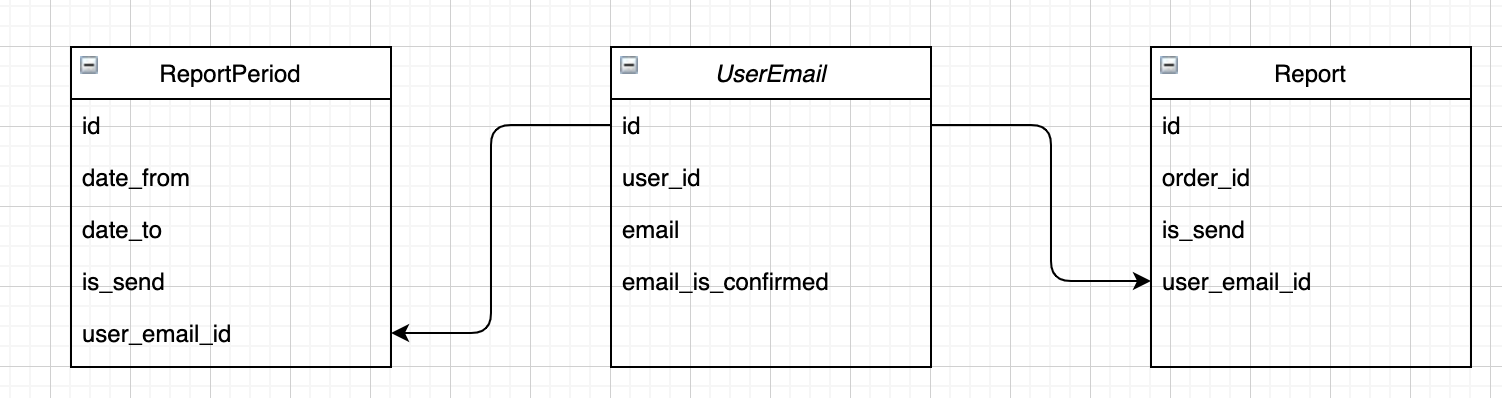 ReportPeriod
id
date_from
date_to
is_send
user_email_id
UserEmail
id
user_id
email
email_is_confirmed
Report
id
order_id
is_send
user_email_id